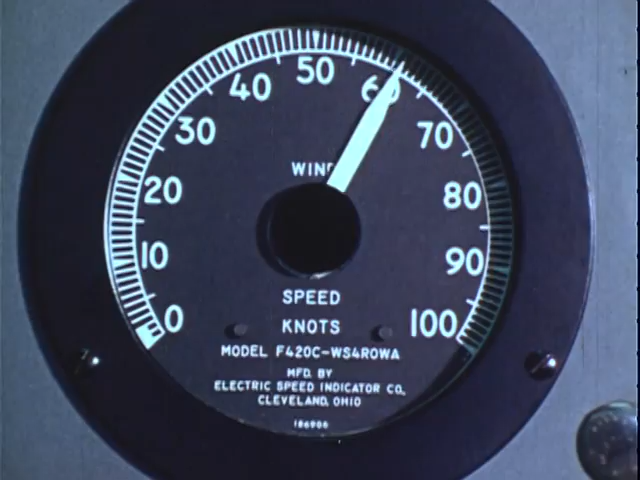 50
40
60
30
70
WIND
20
80
10
90
SPEED
0
KNOTS
100
MODEL F420C-WS4ROWA
MFD. BY
ELECTRIC SPEED INDICATOR CO.,
CLEVELAND, OHIO
186906